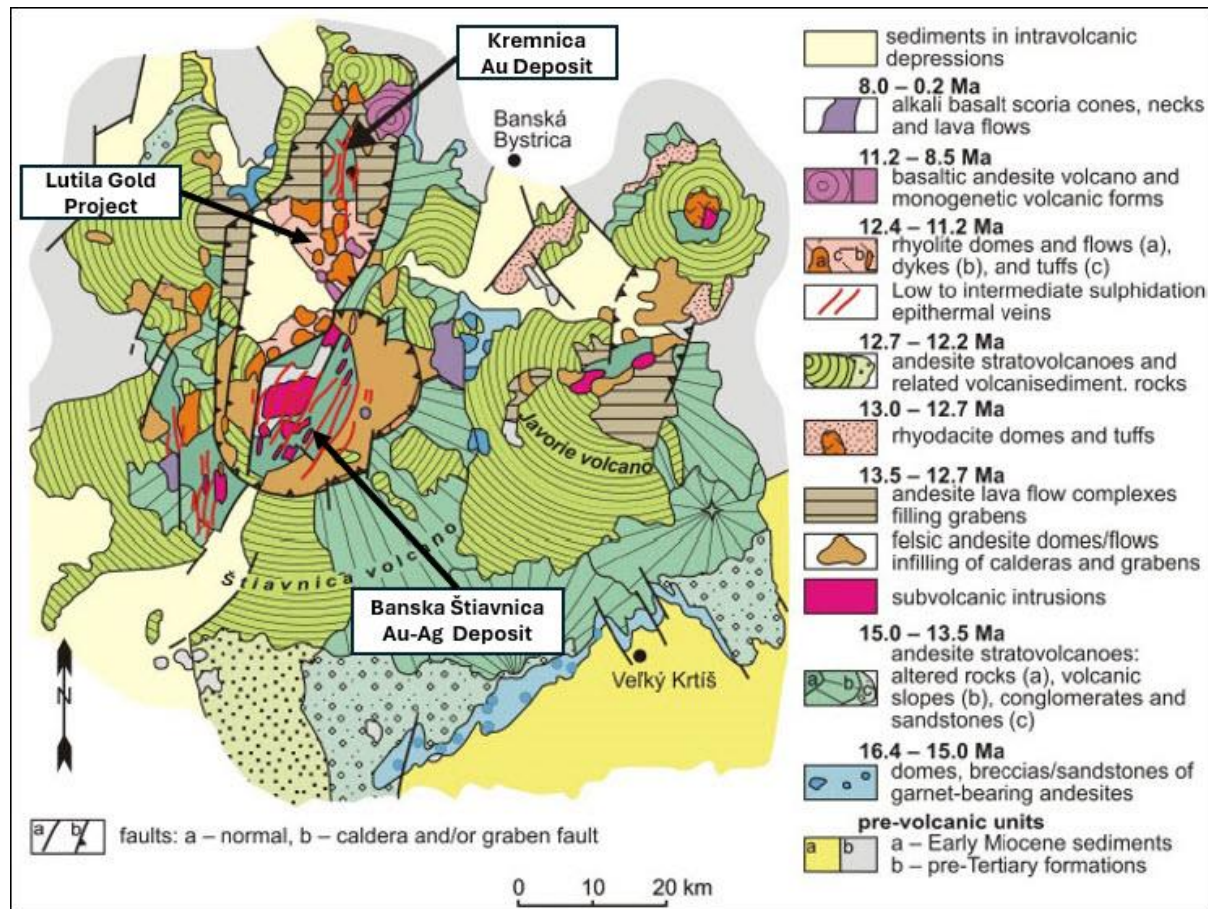 Kremnica
Au Deposit
Banská
Bystrica
Lutila Gold
Project
Javorie volcano
Štiavnica volcano
Banska Štiavnica
Au-Ag Deposit
Veľký Krtíš
N
a b faults: a – normal, b – caldera and/or graben fault
0 10 20 km
sediments in intravolcanic
depressions
8.0 – 0.2 Ma
alkali basalt scoria cones, necks
and lava flows
11.2 – 8.5 Ma
basaltic andesite volcano and
monogenetic volcanic forms
12.4 – 11.2 Ma
a c b rhyolite domes and flows (a),
dykes (b), and tuffs (c)
Low to intermediate sulphidation
epithermal veins
12.7 – 12.2 Ma
andesite stratovolcanoes and
related volcanisediment. rocks
13.0 – 12.7 Ma
rhyodacite domes and tuffs
13.5 – 12.7 Ma
andesite lava flow complexes
filling grabens
felsic andesite domes/flows
infilling of calderas and grabens
subvolcanic intrusions
15.0 – 13.5 Ma
andesite stratovolcanoes:
a b c altered rocks (a), volcanic
slopes (b), conglomerates and
sandstones (c)
16.4 – 15.0 Ma
domes, breccias/sandstones of
garnet-bearing andesites
pre-volcanic units
a b a – Early Miocene sediments
b – pre-Tertiary formations